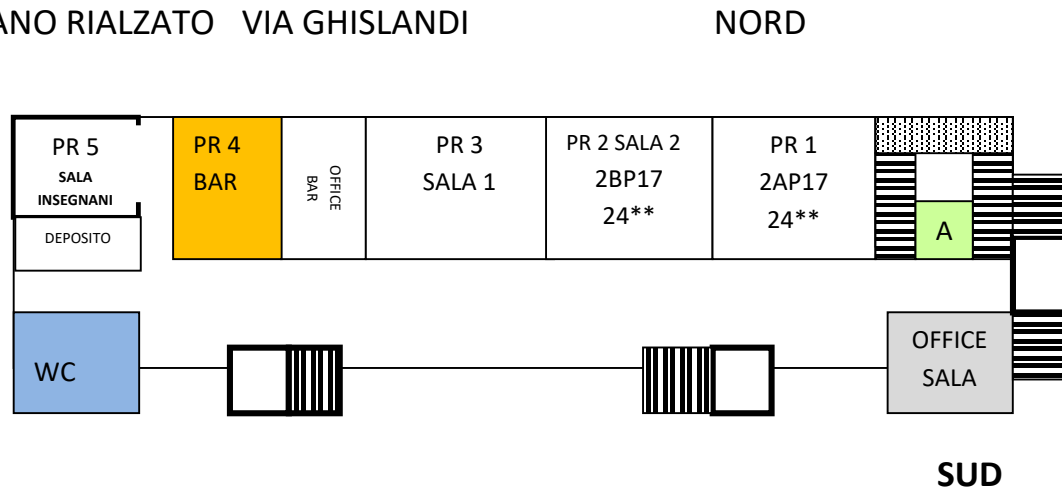 ANO RIALZATO VIA GHISLANDI NORD
PR 5
SALA
INSEGNANI
DEPOSITO
PR 4
BAR
OFFICE
BAR
PR 3
SALA 1
PR 2 SALA 2
2BP17
24**
PR 1
2AP17
24**
A
WC
OFFICE
SALA
SUD